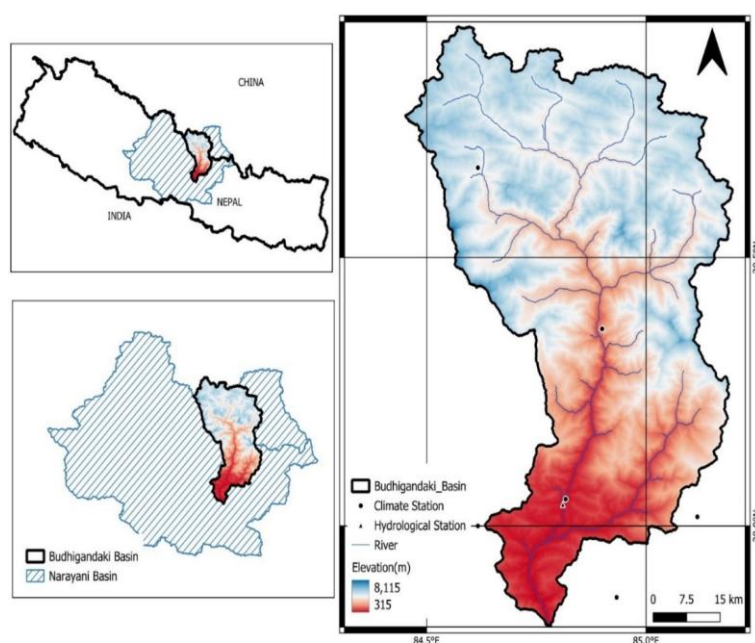 CHINA
INDIA
NEPAL
Budhigandaki Basin
Narayani Basin
Budhigandaki_Basin
Climate Station
Hydrological Station
River
Elevation(m)
8,115
315
0 7.5 15 km
84.5°E
85.0°E